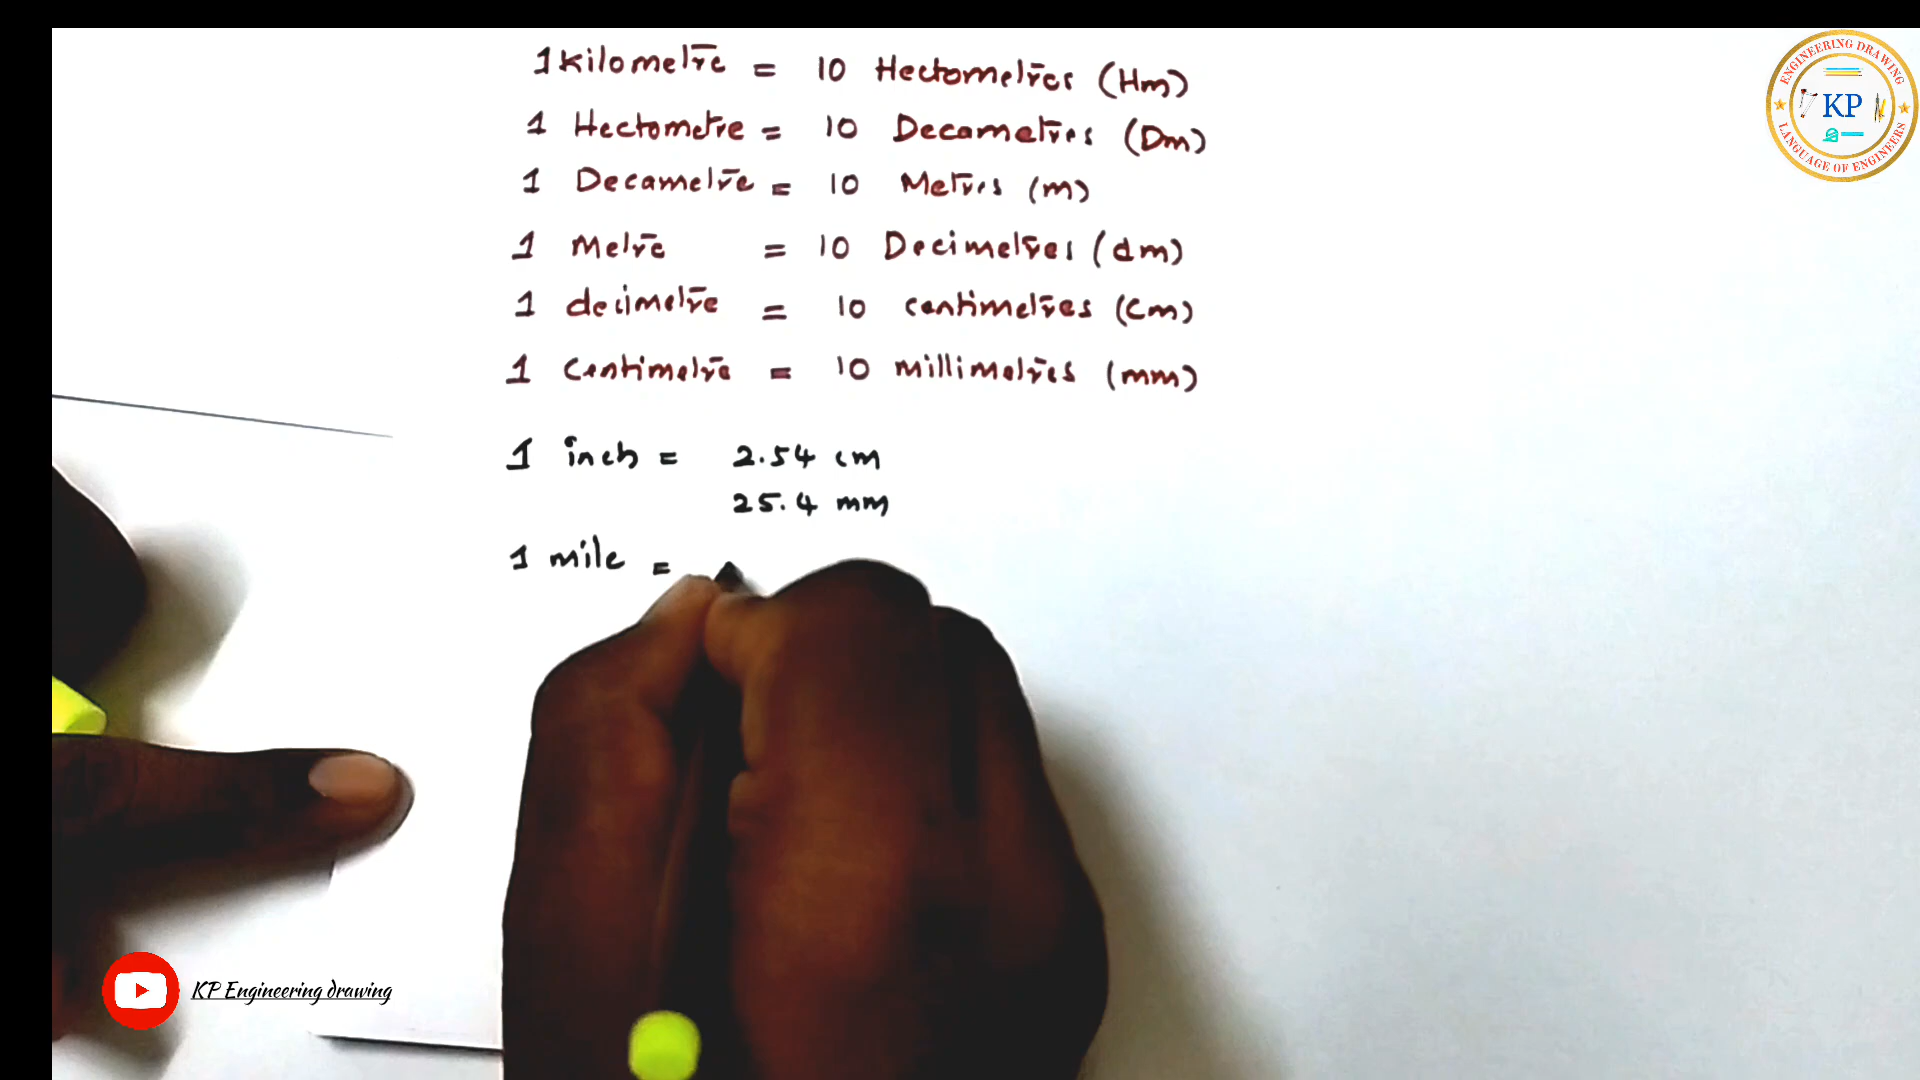 1 kilometre = 10 Hectometres (Hm)
1 Hectometre = 10 Decametres (Dm)
1 Decametre = 10 Metres (m)
1 Metre = 10 Decimetres (dm)
1 decimetre = 10 centimetres (Cm)
1 Centimetre = 10 millimetres (mm)
1 inch = 2.54 cm
25.4 mm
1 mile =
ENGINEERING DRAWING
KP
LANGUAGE OF ENGINEERS
KP Engineering drawing